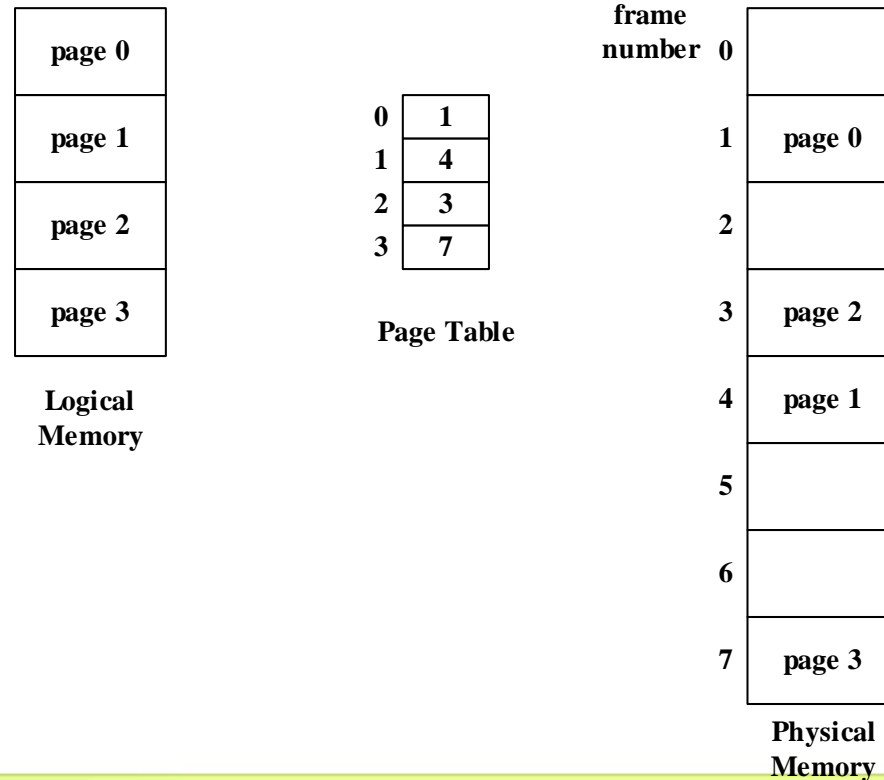 page 0
page 1
page 2
page 3
Logical
Memory
0 1
1 4
2 3
3 7
Page Table
frame
number 0
1 page 0
2
3 page 2
4 page 1
5
6
7 page 3
Physical
Memory